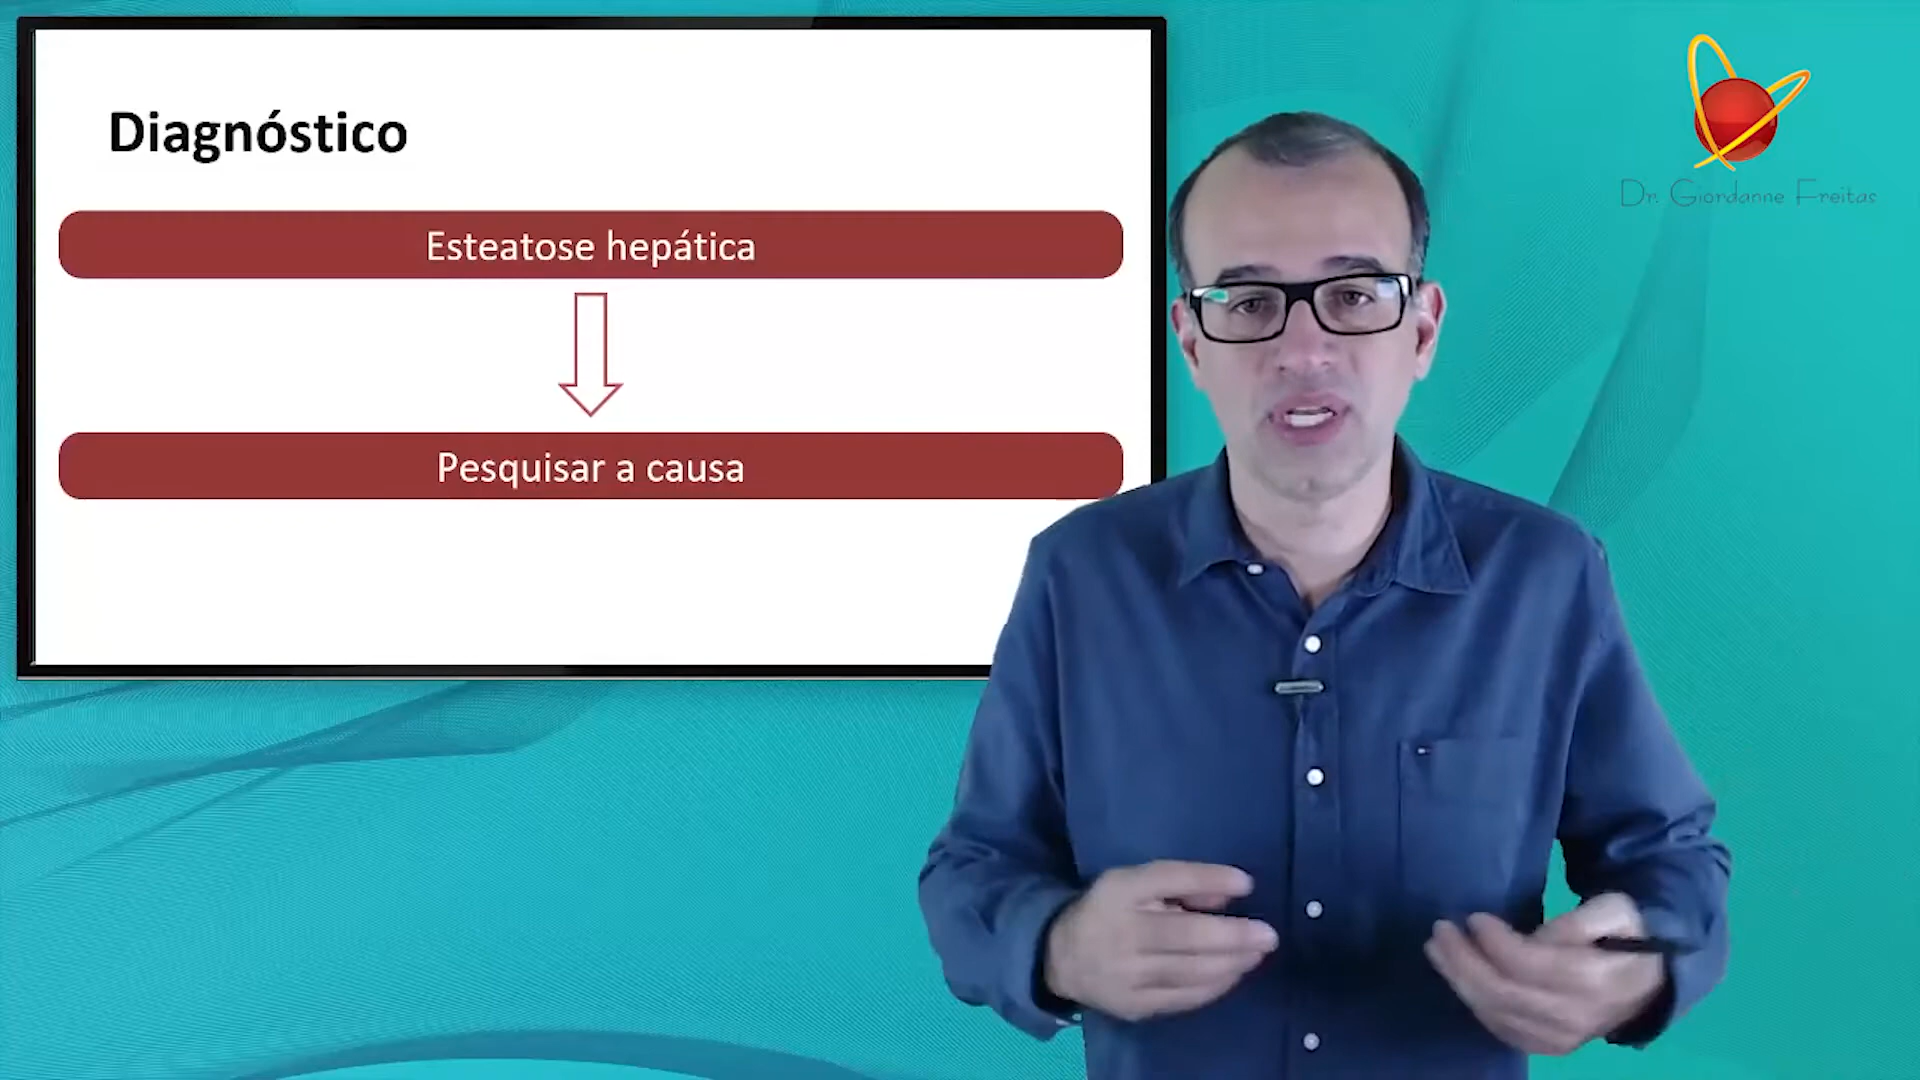 Diagnóstico
Esteatose hepática
Pesquisar a causa
Dr. Giordanne Freitas